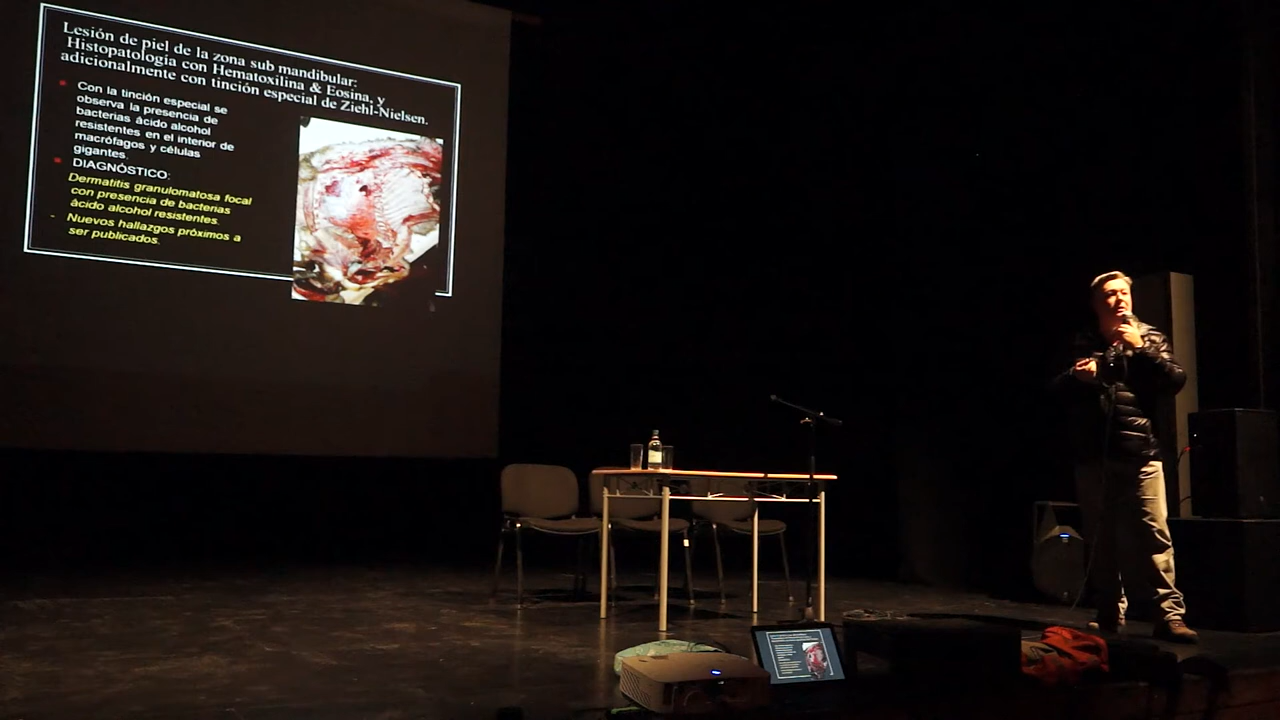 Lesión de piel de la zona sub mandibular:
Histopatología con Hematoxilina & Eosina, y
adicionalmente con tinción especial de Ziehl-Nielsen.
Con la tinción especial se
observa la presencia de
bacterias ácido alcohol
resistentes en el interior de
macrófagos y células
gigantes.
DIAGNÓSTICO:
Dermatitis granulomatosa focal
con presencia de bacterias
ácido alcohol resistentes.
- Nuevos hallazgos próximos a
ser publicados.